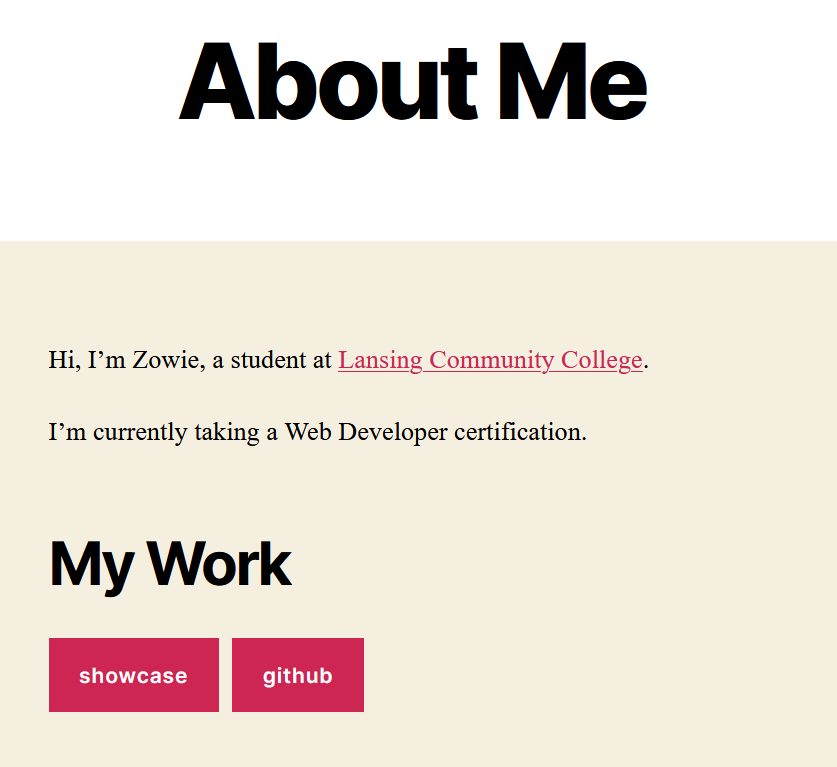 About Me
Hi, I’m Zowie, a student at Lansing Community College.
I’m currently taking a Web Developer certification.
My Work
showcase
github